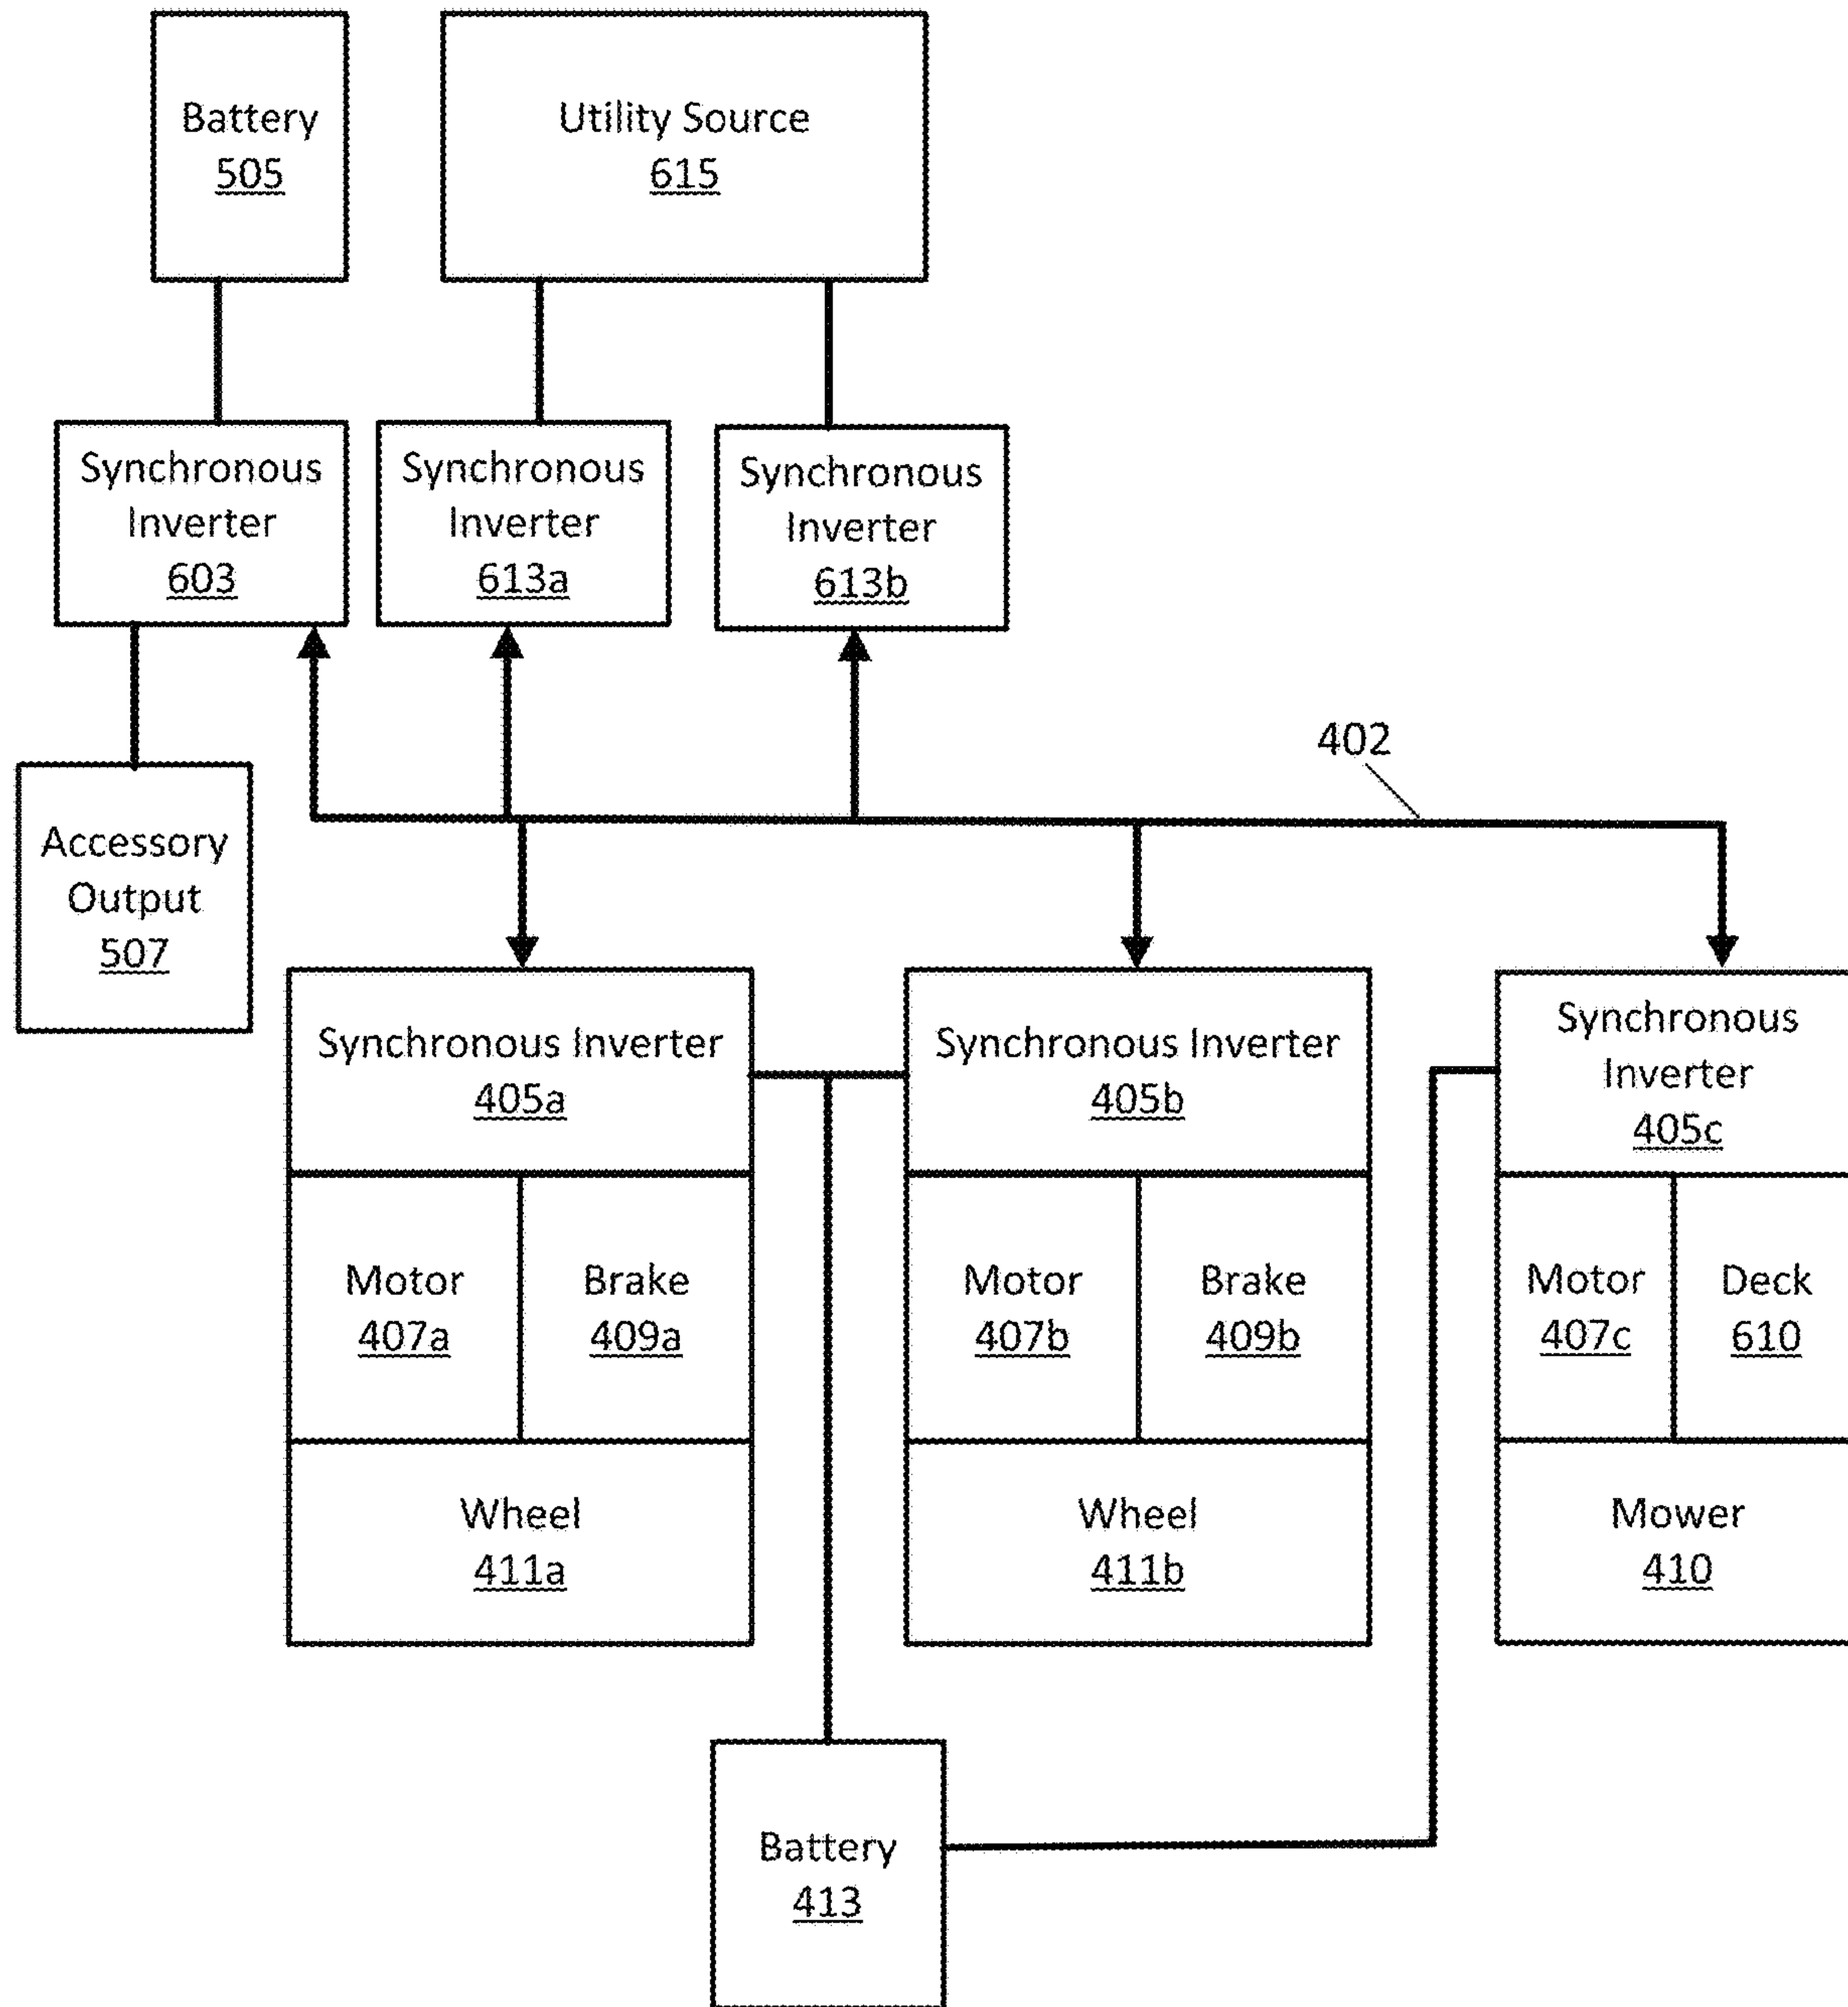 Battery
505
Utility Source
615
Synchronous
Inverter
603
Synchronous
Inverter
613a
Synchronous
Inverter
613b
402
Accessory
Output
507
Synchronous Inverter
405a
Synchronous Inverter
405b
Synchronous
Inverter
405c
Motor
407a
Brake
409a
Motor
407b
Brake
409b
Motor
407c
Deck
610
Wheel
411a
Wheel
411b
Mower
410
Battery
413